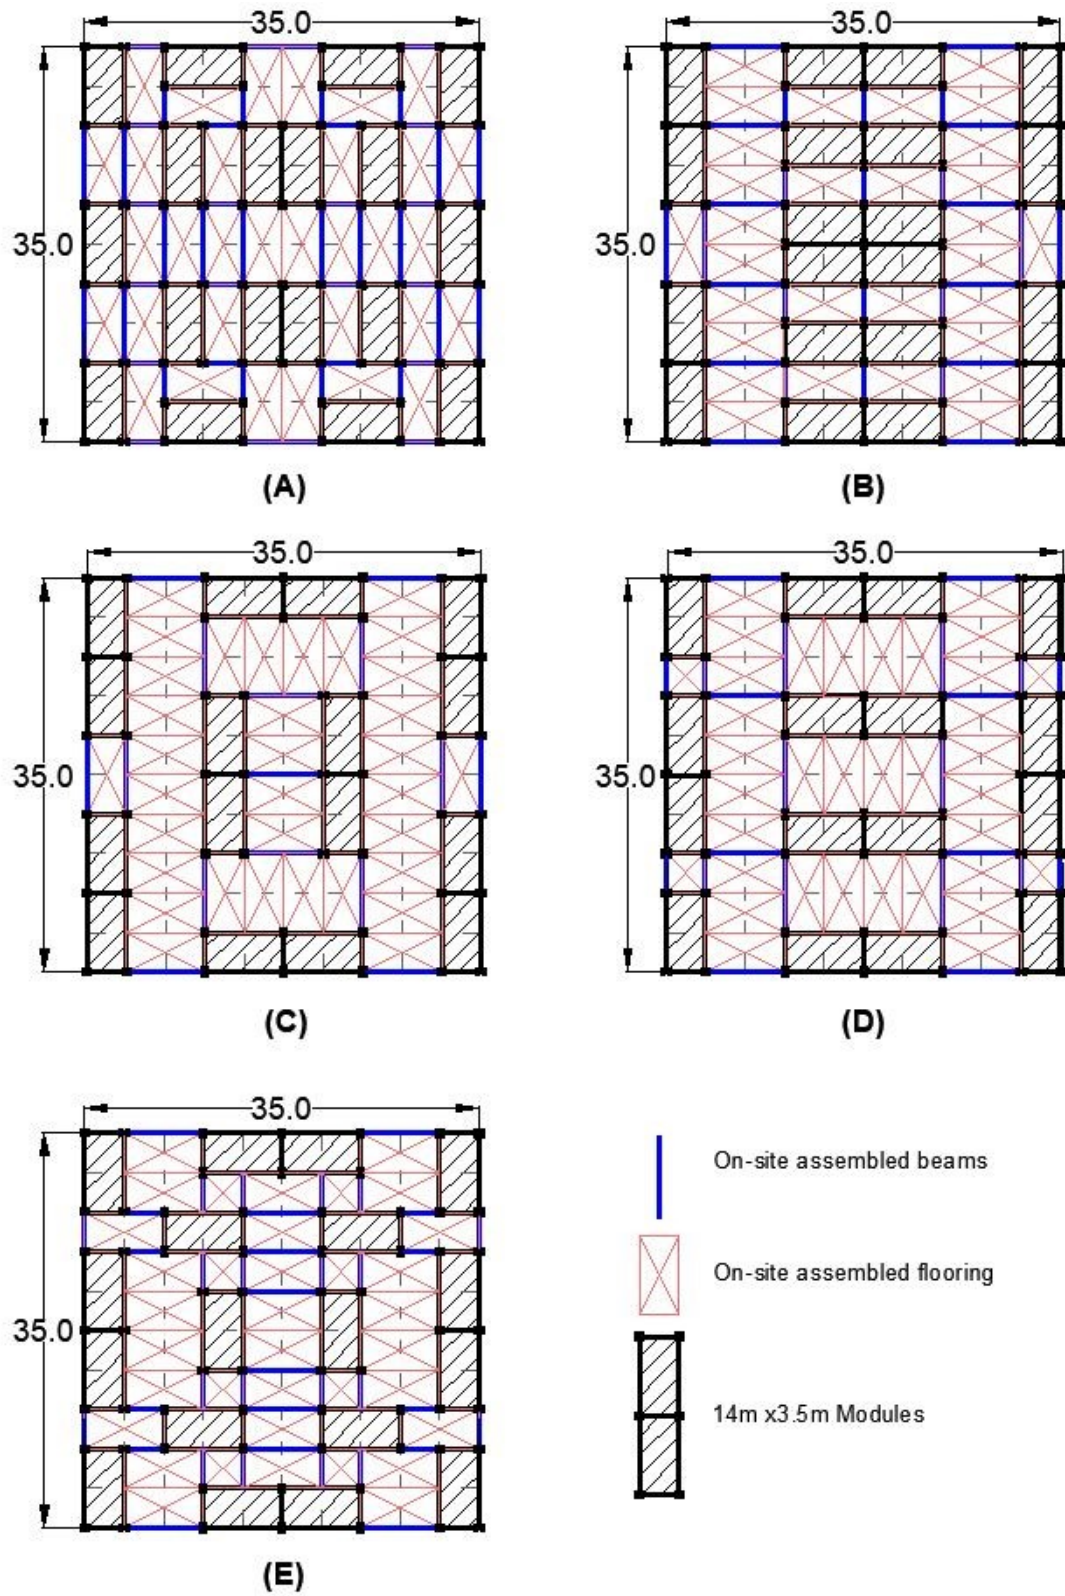 35.0
35.0
35.0
35.0
(A)
(B)
35.0
35.0
35.0
35.0
(C)
(D)
35.0
35.0
(E)
On-site assembled beams
On-site assembled flooring
14m x3.5m Modules